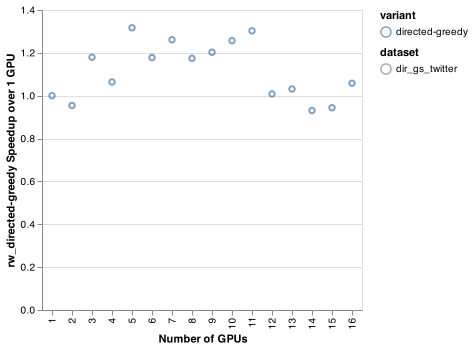 1.4
1.2
1.0
0.8
0.6
0.4
0.2
0.0
rw_directed-greedy Speedup over 1 GPU
1 2 3 4 5 6 7 8 9 10 11 12 13 14 15 16
Number of GPUs
variant
directed-greedy
dataset
dir_gs_twitter